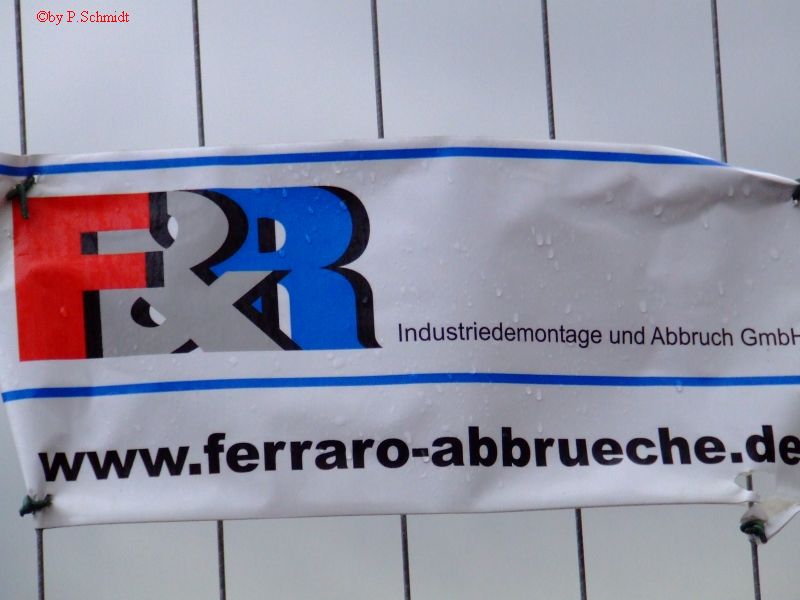 ©by P.Schmidt
F&R
Industriedemontage und Abbruch GmbH
www.ferraro-abbrueche.de